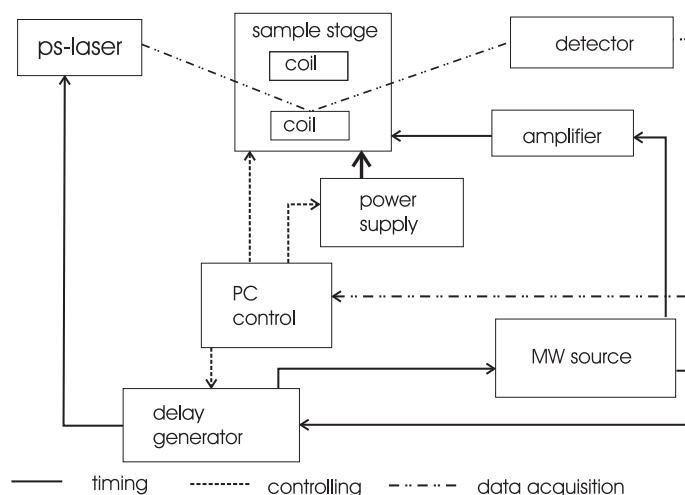 ps-laser
sample stage
coil
coil
detector
amplifier
power
supply
PC
control
MW source
delay
generator
timing
controlling
data acquisition